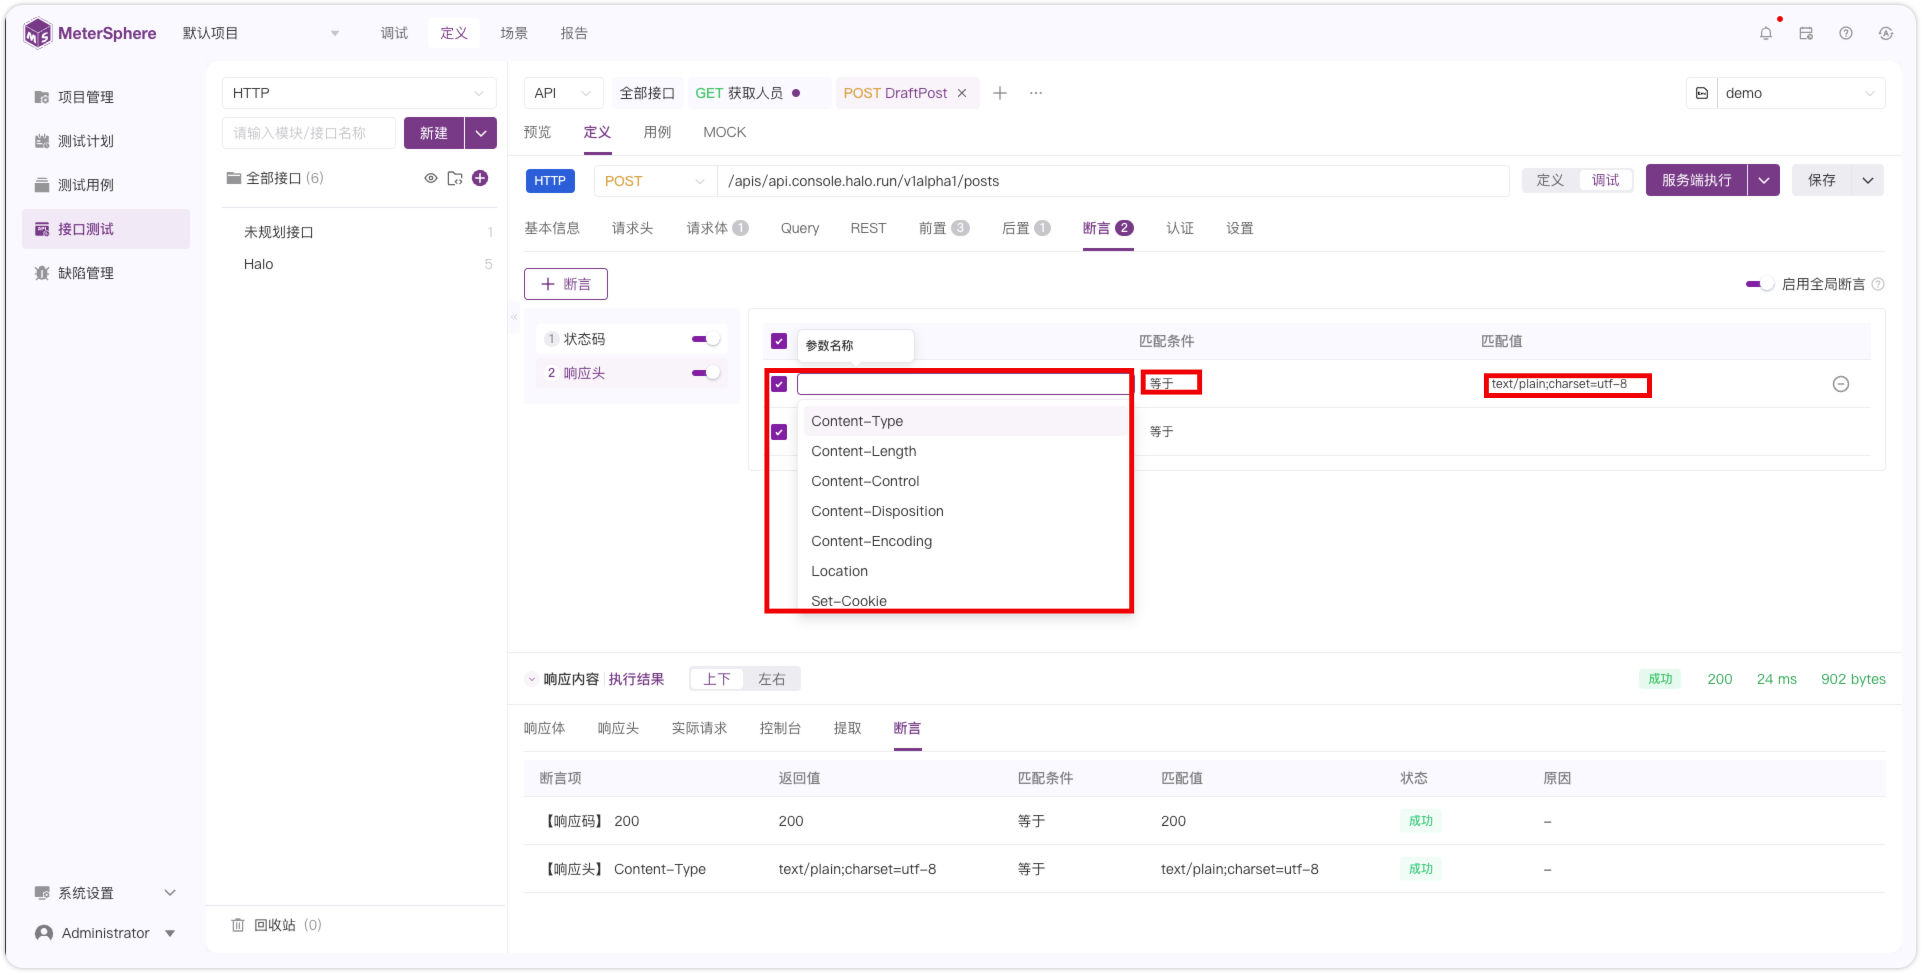 MeterSphere
默认项目
调试
定义
场景
报告
项目管理
测试计划
测试用例
接口测试
缺陷管理
系统设置
Administrator
HTTP
请输入模块/接口名称
新建
全部接口 (6)
未规划接口 1
Halo 5
回收站 (0)
API
全部接口
GET 获取人员
POST DraftPost
demo
预览
定义
用例
MOCK
HTTP
POST
/apis/api.console.halo.run/v1alpha1/posts
定义
调试
服务端执行
保存
基本信息
请求头
请求体 1
Query
REST
前置 3
后置 1
断言 2
认证
设置
断言
启用全局断言
1 状态码
2 响应头
参数名称
匹配条件
匹配值
等于
text/plain;charset=utf-8
等于
Content-Type
Content-Length
Content-Control
Content-Disposition
Content-Encoding
Location
Set-Cookie
响应内容
执行结果
上下
左右
成功
200
24 ms
902 bytes
响应体
响应头
实际请求
控制台
提取
断言
断言项 返回值 匹配条件 匹配值 状态 原因
【响应码】 200 200 等于 200 成功 -
【响应头】 Content-Type text/plain;charset=utf-8 等于 text/plain;charset=utf-8 成功 -